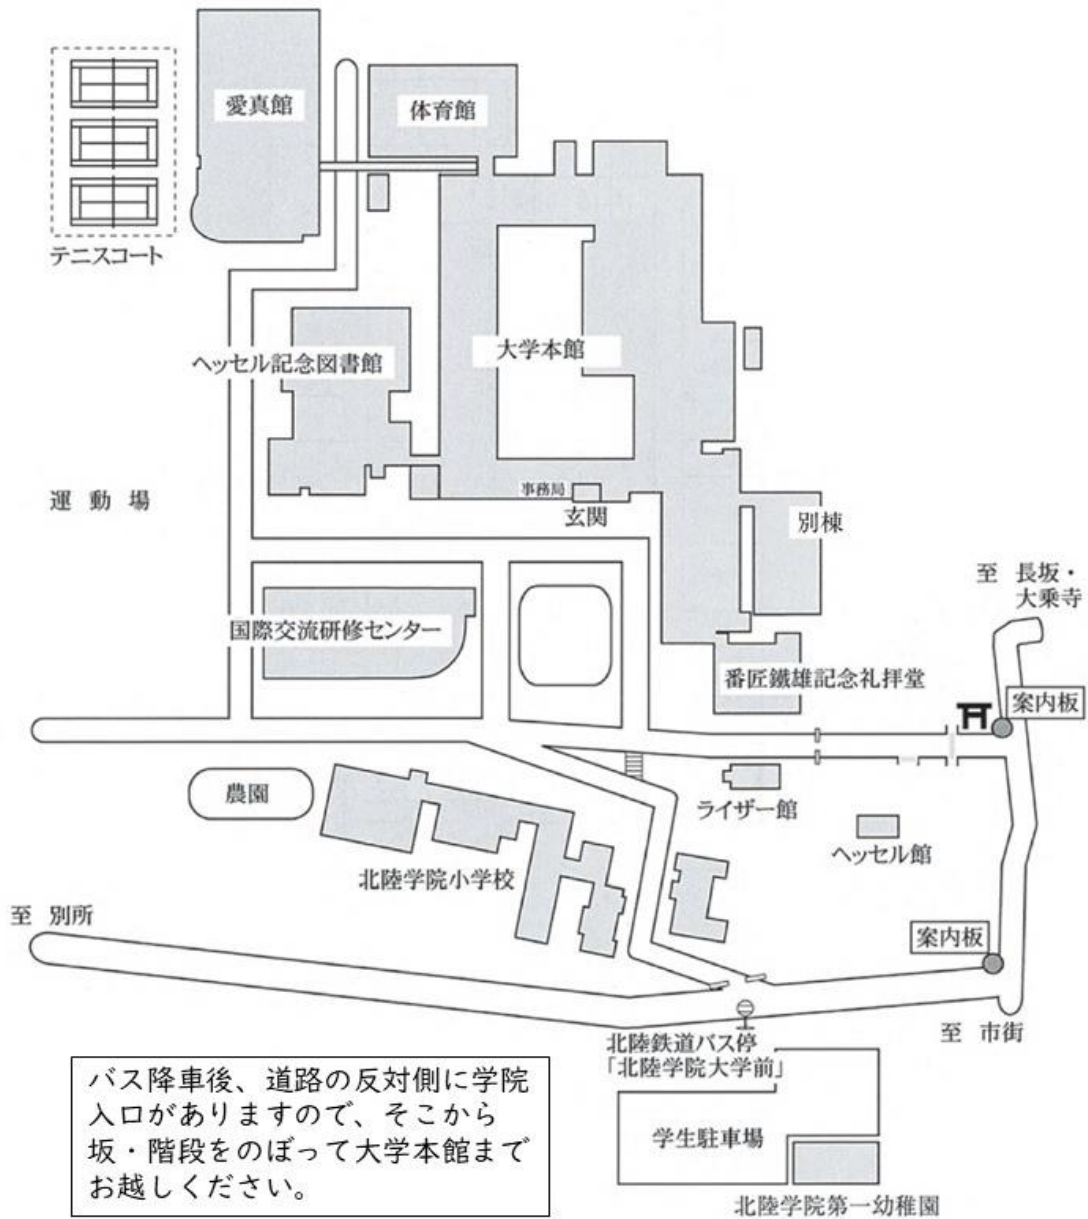 愛真館
体育館
テニスコート
ヘッセル記念図書館
大学本館
運動場
事務局
玄関
別棟
至 長坂・
大乗寺
国際交流研修センター
番匠鐵雄記念礼拝堂
案内板
農園
ライザー館
ヘッセル館
北陸学院小学校
至 別所
案内板
至 市街
北陸鉄道バス停
「北陸学院大学前」
バス降車後、道路の反対側に学院
入口がありますので、そこから
坂・階段をのぼって大学本館まで
お越しください。
学生駐車場
北陸学院第一幼稚園